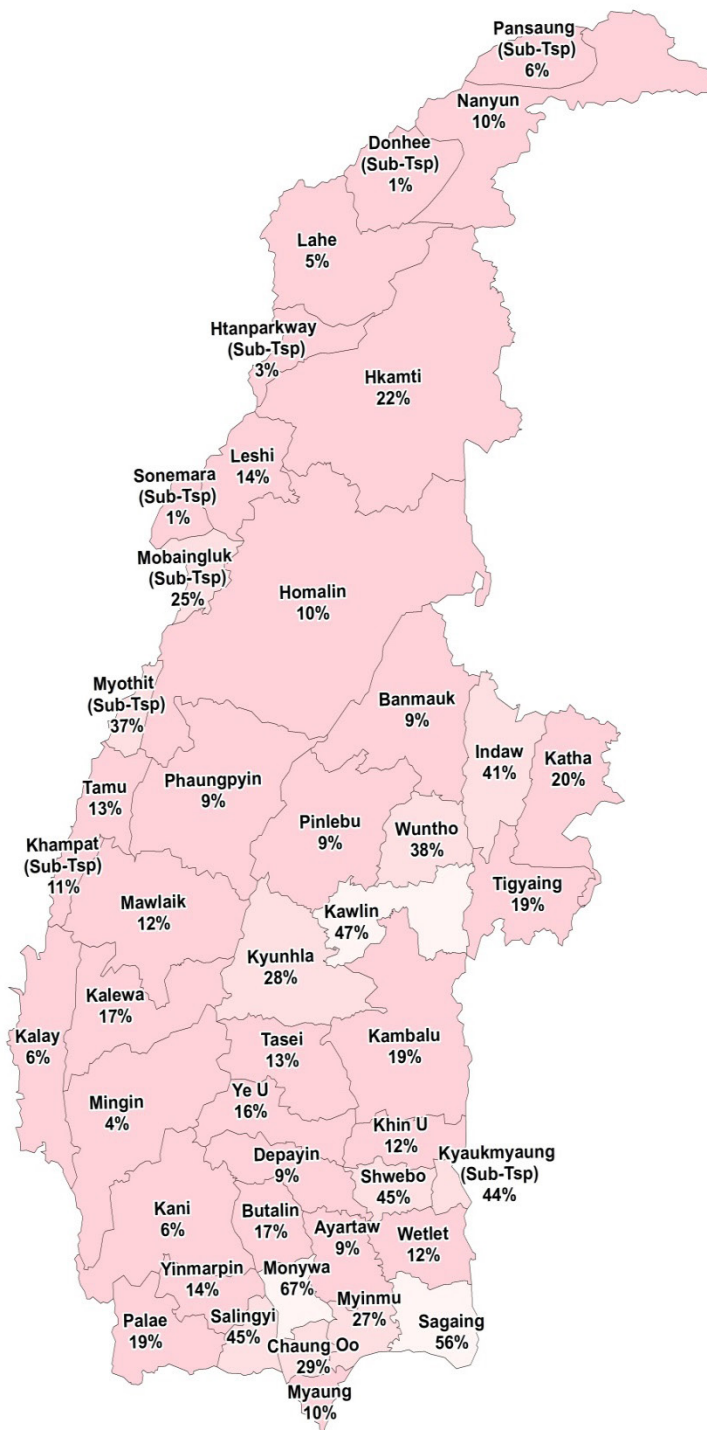 Pansaung
(Sub-Tsp)
6%
Nanyun
10%
Donhee
(Sub-Tsp)
1%
Lahe
5%
Htanparkway
(Sub-Tsp)
3%
Hkamti
22%
Leshi
14%
Sonemara
(Sub-Tsp)
1%
Mobaingluk
(Sub-Tsp)
25%
Homalin
10%
Myothit
(Sub-Tsp)
37%
Banmauk
9%
Indaw
41%
Katha
20%
Tamu
13%
Phaungpyin
9%
Pinlebu
9%
Wuntho
38%
Khampat
(Sub-Tsp)
11%
Mawlaik
12%
Tigyaing
19%
Kawlin
47%
Kyunhla
28%
Kalewa
17%
Kalay
6%
Tasei
13%
Kambalu
19%
Mingin
4%
Ye U
16%
Khin U
12%
Depayin
9%
Shwebo
45%
Kyaukmyaung
(Sub-Tsp)
44%
Kani
6%
Butalin
17%
Ayartaw
9%
Wetlet
12%
Yinmarpin
14%
Monywa
67%
Myinmu
27%
Palae
19%
Salingyi
45%
Sagaing
56%
Chaung Oo
29%
Myaung
10%